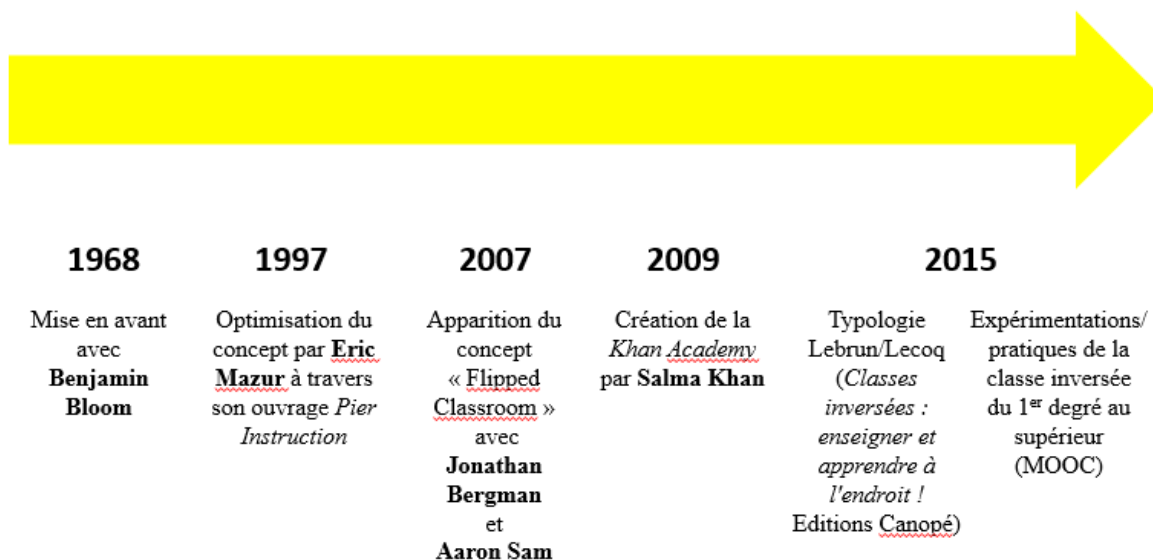 1968
Mise en avant
avec
Benjamin
Bloom
1997
Optimisation du
concept par Eric
Mazur à travers
son ouvrage Pier
Instruction
2007
Apparition du
concept
« Flipped
Classroom »
avec
Jonathan
Bergman
et
Aaron Sam
2009
Création de la
Khan Academy
par Salma Khan
2015
Typologie
Lebrun/Lecoq
(Classes
inversées :
enseigner et
apprendre à
l'endroit !
Editions Canopé)
Expérimentations/
pratiques de la
classe inversée
du 1er degré au
supérieur
(MOOC)